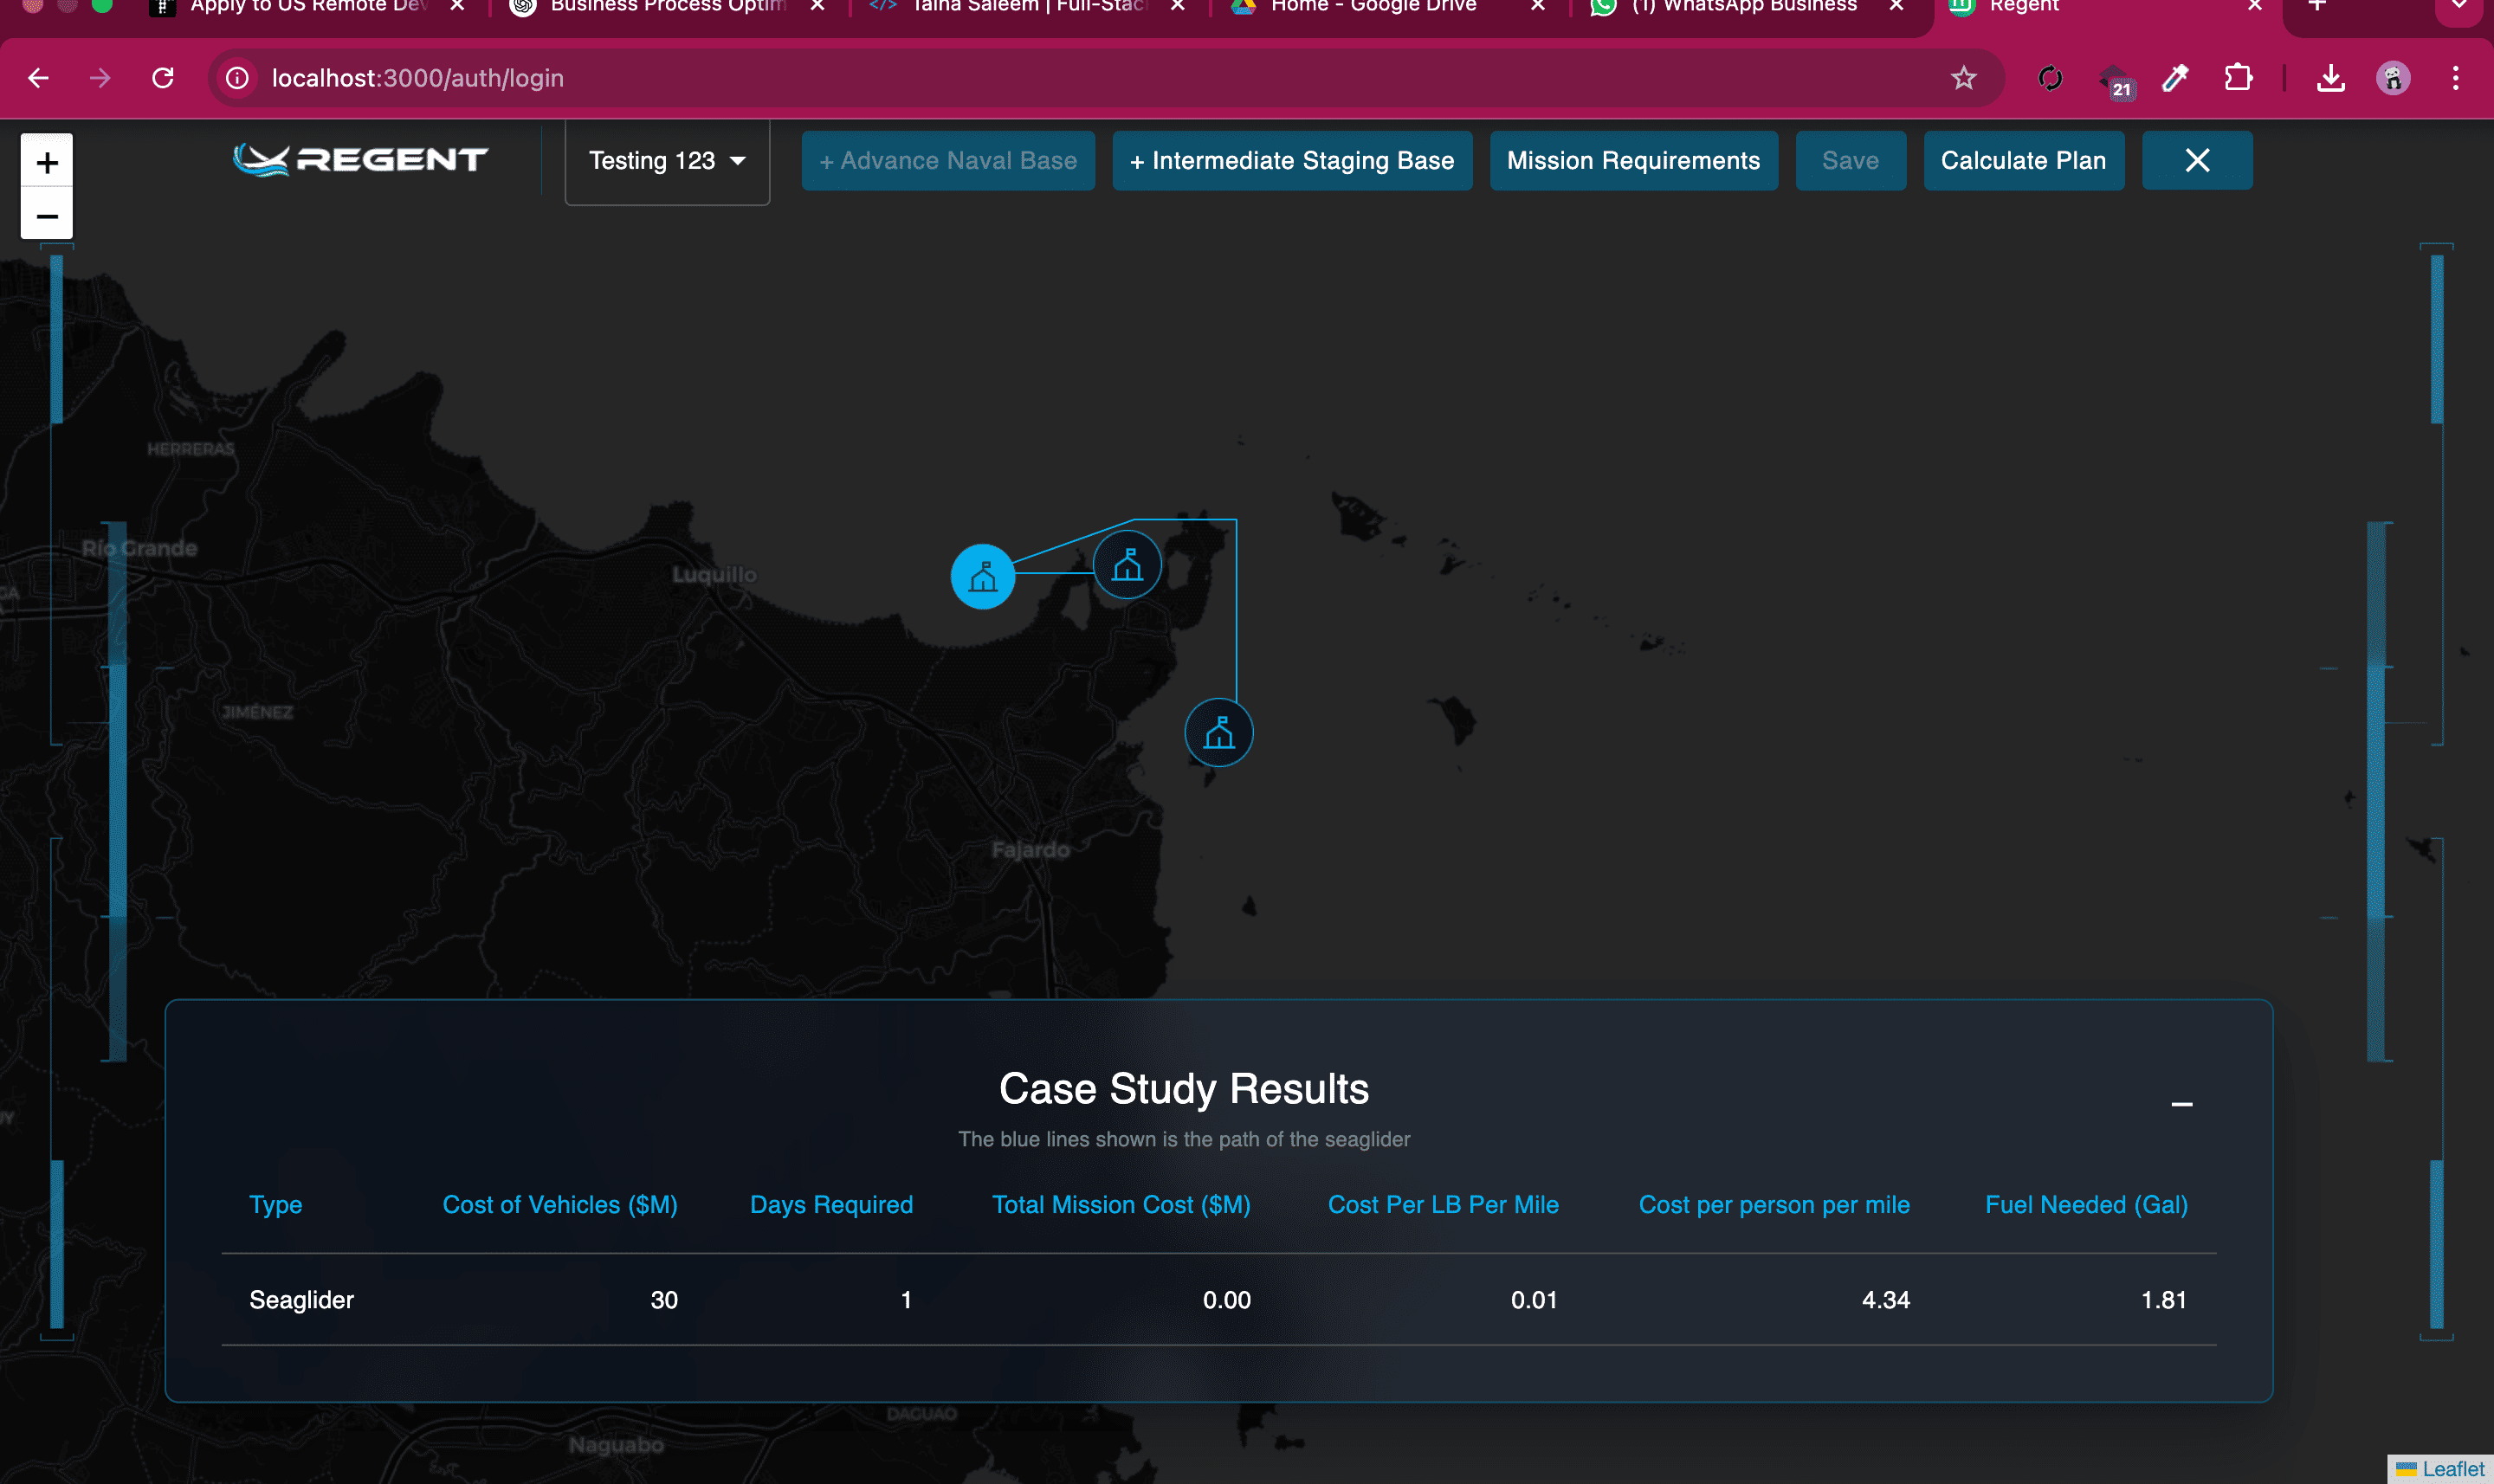 Apply to US Remote Dev
Business Process Optim
Talha Saleem | Full-Stac
Home - Google Drive
(1) WhatsApp Business
Regent
localhost:3000/auth/login
21
+
−
REGENT
Testing 123
+ Advance Naval Base
+ Intermediate Staging Base
Mission Requirements
Save
Calculate Plan
HERRERAS
Río Grande
Luquillo
JIMÉNEZ
Fajardo
Case Study Results
The blue lines shown is the path of the seaglider
Type Cost of Vehicles ($M) Days Required Total Mission Cost ($M) Cost Per LB Per Mile Cost per person per mile Fuel Needed (Gal)
Seaglider 30 1 0.00 0.01 4.34 1.81
DAGUAO
Naguabo
Leaflet